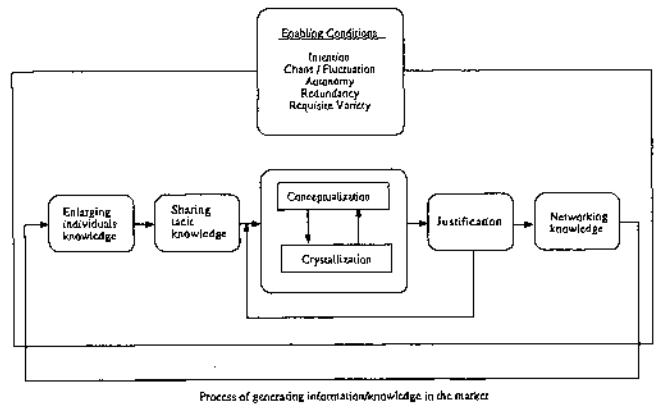 Enabling Conditions
Intention
Chaos / Fluctuation
Autonomy
Redundancy
Requisite Variety
Enlarging
individuals
knowledge
Sharing
tacic
knowledge
Conceptualization
Crystallization
Justification
Networking
knowledge
Process of generating information/knowledge in the market